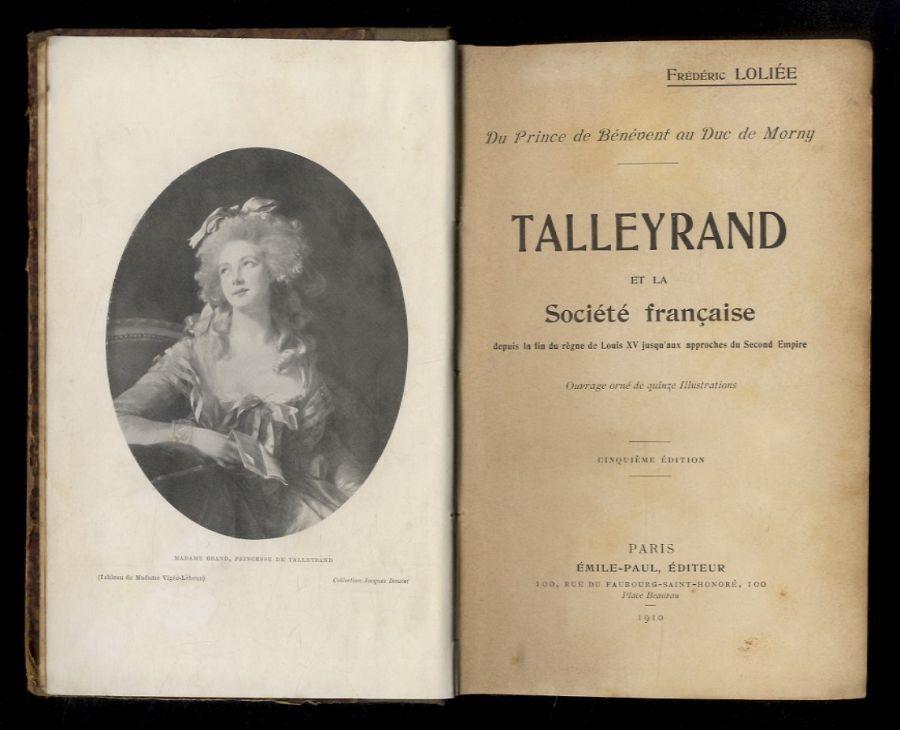 MADAME GRAND, PRINCESSE DE TALLEYRAND
(Tableau de Madame Vigée-Lebrun)
Collection Jacques Doucet
FRÉDÉRIC LOLIÉE
Du Prince de Bénévent au Duc de Morny
TALLEYRAND
ET LA
Société française
depuis la fin du règne de Louis XV jusqu'aux approches du Second Empire
Ouvrage orné de quinze Illustrations
CINQUIÈME ÉDITION
PARIS
ÉMILE-PAUL, ÉDITEUR
100, RUE DU FAUBOURG-SAINT-HONORÉ, 100
Place Beauvau
1910